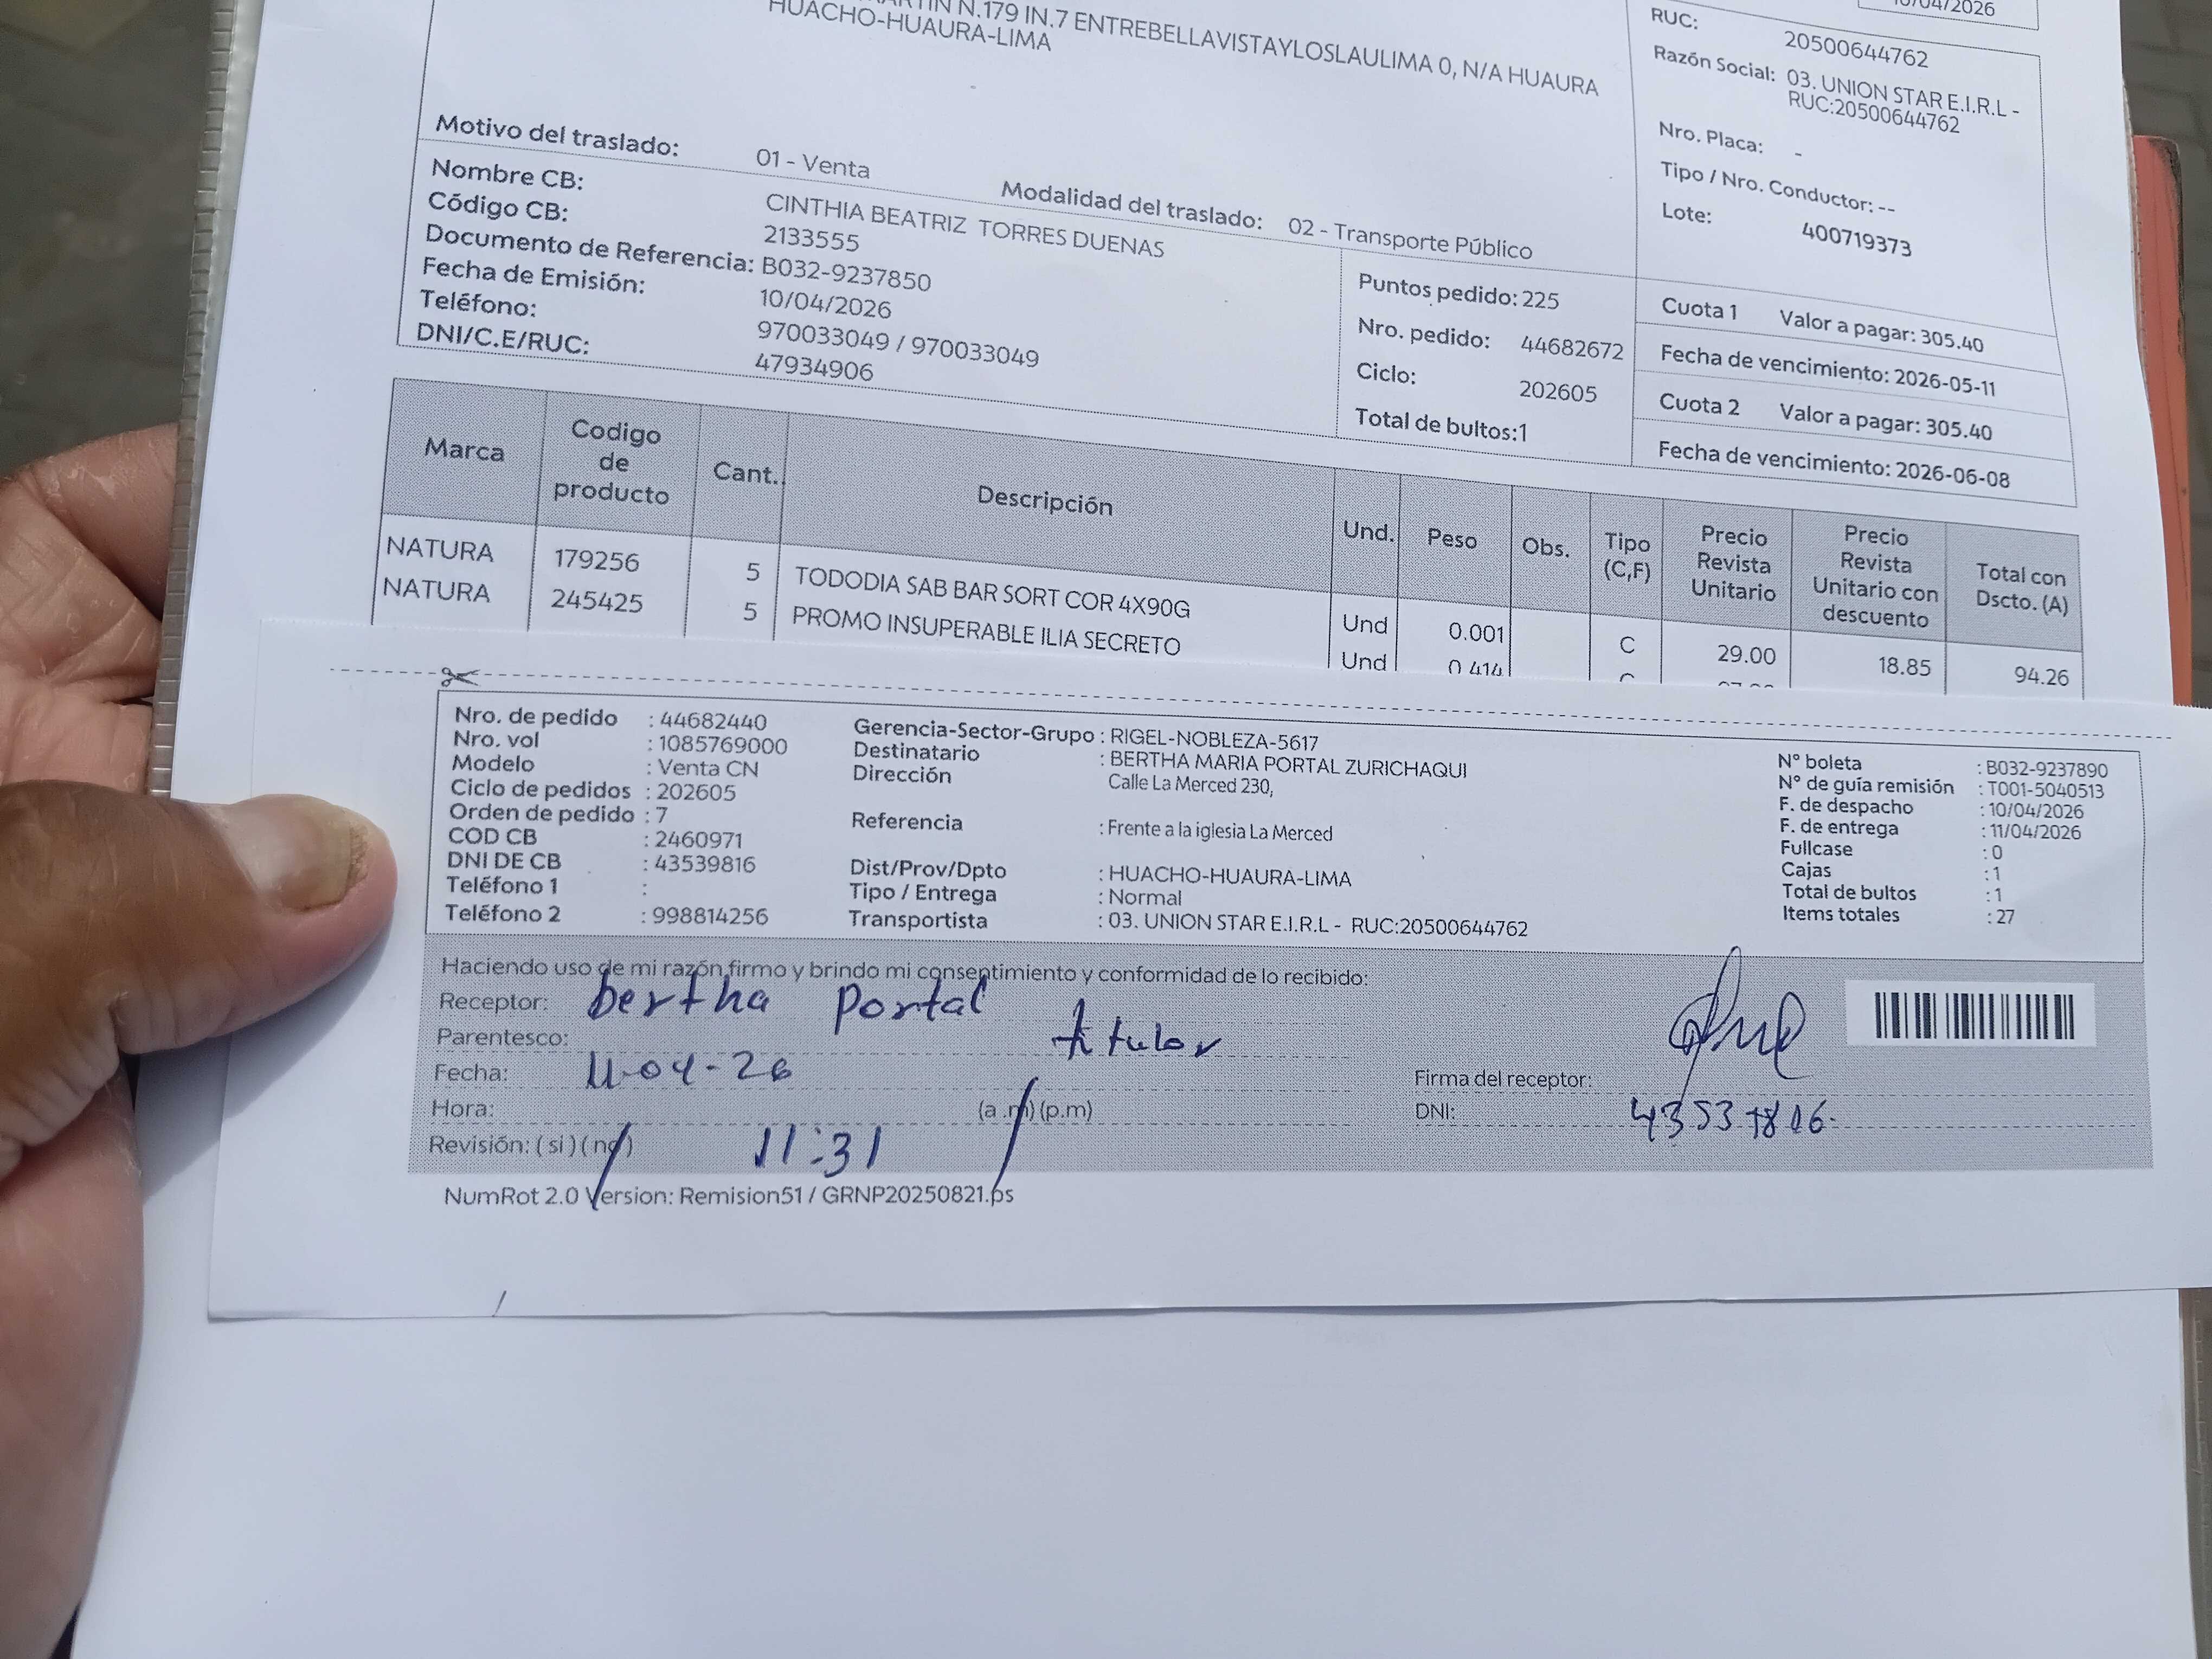 10/04/2026
N.179 IN.7 ENTREBELLAVISTAYLOSLAULIMA 0, N/A HUAURA
HUACHO-HUAURA-LIMA
RUC: 20500644762
Razón Social: 03. UNION STAR E.I.R.L -
RUC:20500644762
Nro. Placa: -
Tipo / Nro. Conductor: --
Lote: 400719373
Motivo del traslado: 01 - Venta Modalidad del traslado: 02 - Transporte Público
Nombre CB: CINTHIA BEATRIZ TORRES DUENAS
Código CB: 2133555
Documento de Referencia: B032-9237850
Fecha de Emisión: 10/04/2026
Teléfono: 970033049 / 970033049
DNI/C.E/RUC: 47934906
Puntos pedido: 225
Nro. pedido: 44682672
Ciclo: 202605
Total de bultos:1
Cuota 1 Valor a pagar: 305.40
Fecha de vencimiento: 2026-05-11
Cuota 2 Valor a pagar: 305.40
Fecha de vencimiento: 2026-06-08
Marca Codigo de producto Cant. Descripción Und. Peso Obs. Tipo (C,F) Precio Revista Unitario Precio Revista Unitario con descuento Total con Dscto. (A)
NATURA 179256 5 TODODIA SAB BAR SORT COR 4X90G Und 0.001 C 29.00 18.85 94.26
NATURA 245425 5 PROMO INSUPERABLE ILIA SECRETO Und 0.414
Nro. de pedido : 44682440
Nro. vol : 1085769000
Modelo : Venta CN
Ciclo de pedidos : 202605
Orden de pedido : 7
COD CB : 2460971
DNI DE CB : 43539816
Teléfono 1 :
Teléfono 2 : 998814256
Gerencia-Sector-Grupo : RIGEL-NOBLEZA-5617
Destinatario : BERTHA MARIA PORTAL ZURICHAQUI
Dirección Calle La Merced 230,
Referencia : Frente a la iglesia La Merced
Dist/Prov/Dpto : HUACHO-HUAURA-LIMA
Tipo / Entrega : Normal
Transportista : 03. UNION STAR E.I.R.L - RUC:20500644762
N° boleta : B032-9237890
N° de guía remisión : T001-5040513
F. de despacho : 10/04/2026
F. de entrega : 11/04/2026
Fullcase : 0
Cajas : 1
Total de bultos : 1
Items totales : 27
Haciendo uso de mi razón firmo y brindo mi consentimiento y conformidad de lo recibido:
Receptor: bertha portal
Parentesco: titular
Fecha: 11-04-26
Hora: (a .m) (p.m)
Revisión: ( si ) ( no ) 11:31
Firma del receptor:
DNI:
NumRot 2.0 Version: Remision51 / GRNP20250821.ps